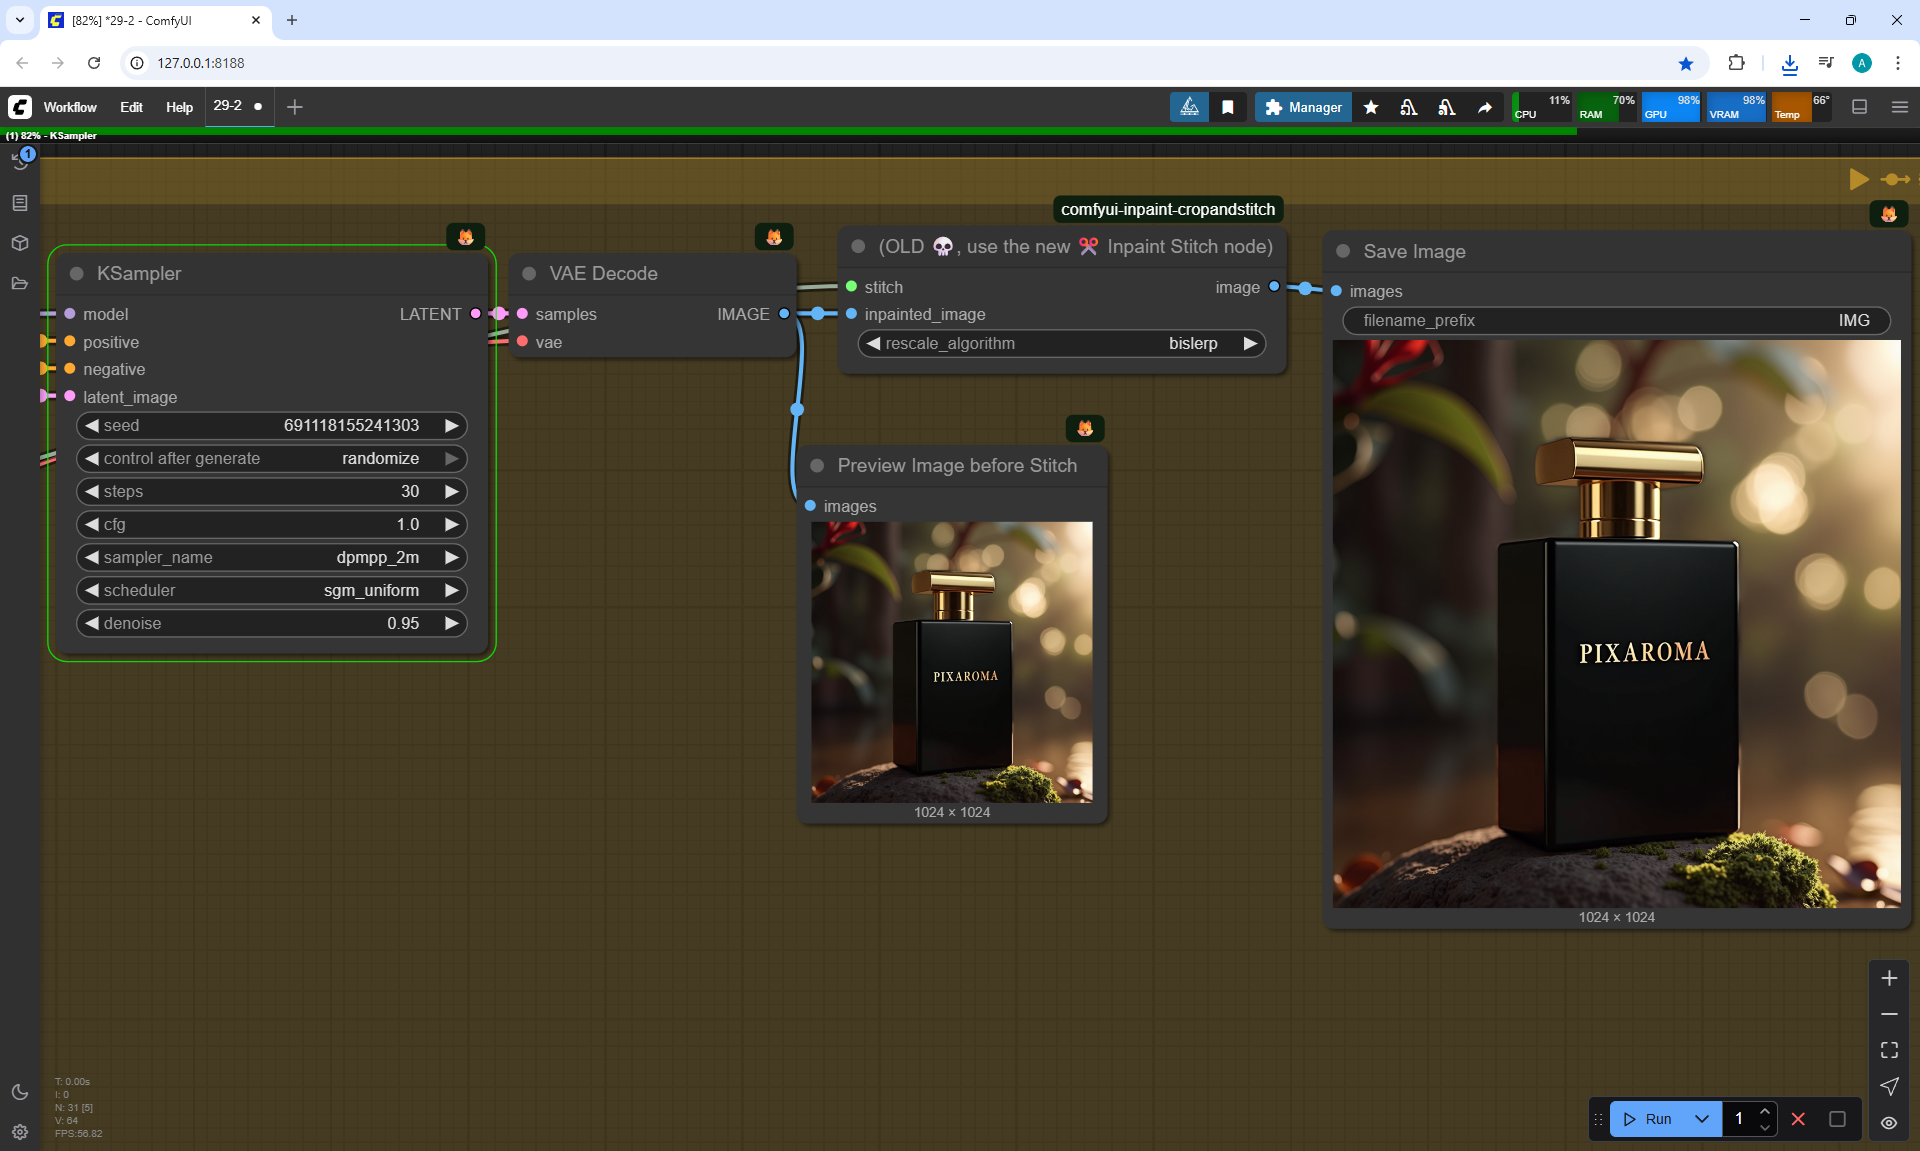 [82%] *29-2 - ComfyUI
127.0.0.1:8188
Workflow Edit Help 29-2 Manager
CPU 11% RAM 70% GPU 98% VRAM 98% Temp 66°
(1) 82% - KSampler
1
KSampler
model LATENT
positive
negative
latent_image
seed 691118155241303
control after generate randomize
steps 30
cfg 1.0
sampler_name dpmpp_2m
scheduler sgm_uniform
denoise 0.95
VAE Decode
samples IMAGE
vae
comfyui-inpaint-cropandstitch
(OLD 💀, use the new ✂️ Inpaint Stitch node)
stitch image
inpainted_image
rescale_algorithm bislerp
Preview Image before Stitch
images
PIXAROMA
1024 × 1024
Save Image
images
filename_prefix IMG
PIXAROMA
1024 × 1024
T: 0.00s
I: 0
N: 31 [5]
V: 64
FPS:56.82
Run 1
A